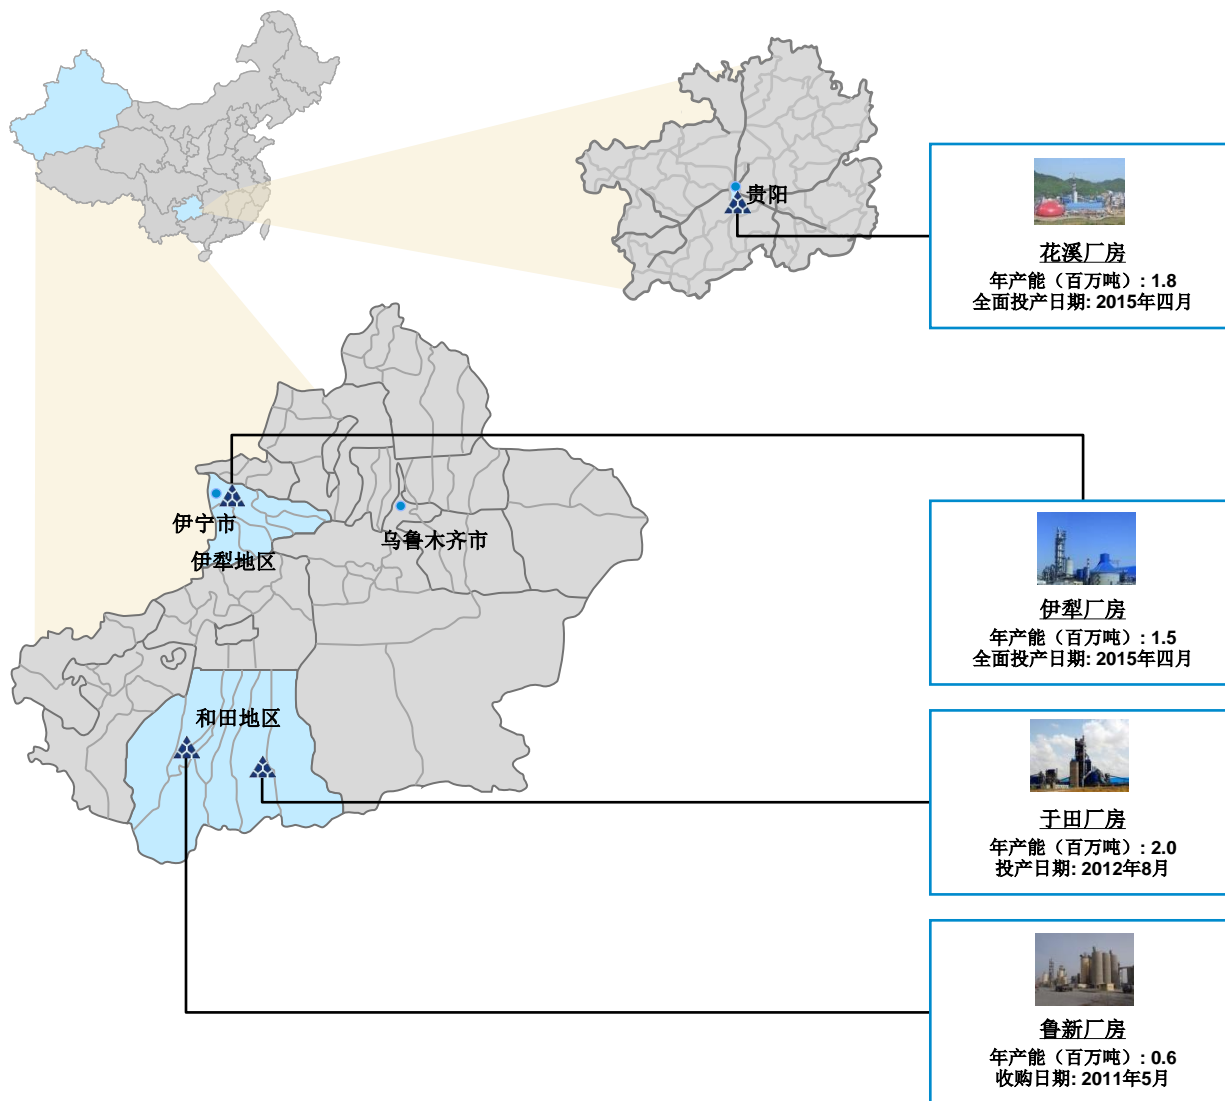 贵阳
花溪厂房
年产能（百万吨）: 1.8
全面投产日期: 2015年四月
伊宁市
伊犁地区
乌鲁木齐市
伊犁厂房
年产能（百万吨）: 1.5
全面投产日期: 2015年四月
和田地区
于田厂房
年产能（百万吨）: 2.0
投产日期: 2012年8月
鲁新厂房
年产能（百万吨）: 0.6
收购日期: 2011年5月